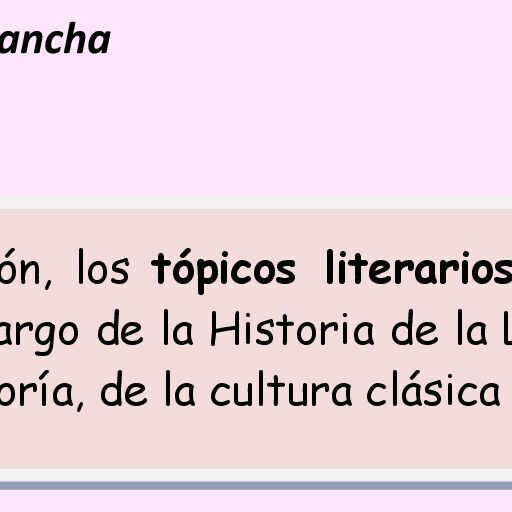 ancha
ón, los tópicos literarios
argo de la Historia de la L
oría, de la cultura clásica